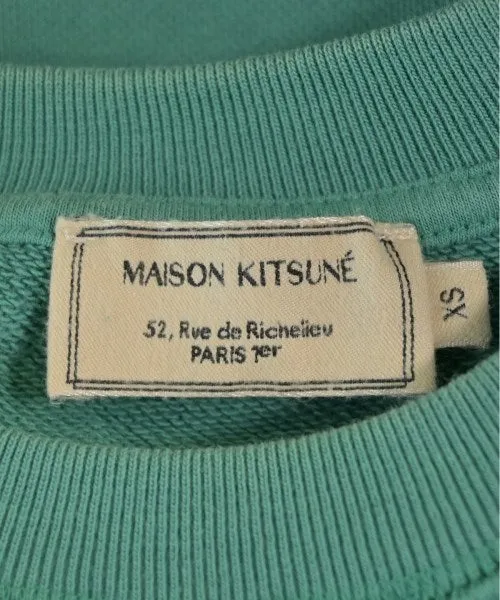 MAISON KITSUNÉ
52, Rue de Richelieu
PARIS 1er
XS